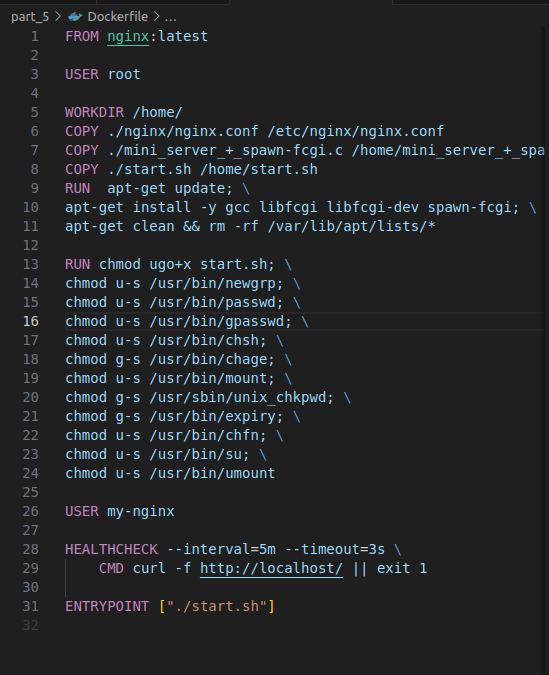 part_5 > Dockerfile > ...
1 FROM nginx:latest
2
3 USER root
4
5 WORKDIR /home/
6 COPY ./nginx/nginx.conf /etc/nginx/nginx.conf
7 COPY ./mini_server_+_spawn-fcgi.c /home/mini_server_+_spa
8 COPY ./start.sh /home/start.sh
9 RUN  apt-get update; \
10 apt-get install -y gcc libfcgi libfcgi-dev spawn-fcgi; \
11 apt-get clean && rm -rf /var/lib/apt/lists/*
12
13 RUN chmod ugo+x start.sh; \
14 chmod u-s /usr/bin/newgrp; \
15 chmod u-s /usr/bin/passwd; \
16 chmod u-s /usr/bin/gpasswd; \
17 chmod u-s /usr/bin/chsh; \
18 chmod g-s /usr/bin/chage; \
19 chmod u-s /usr/bin/mount; \
20 chmod g-s /usr/sbin/unix_chkpwd; \
21 chmod g-s /usr/bin/expiry; \
22 chmod u-s /usr/bin/chfn; \
23 chmod u-s /usr/bin/su; \
24 chmod u-s /usr/bin/umount
25
26 USER my-nginx
27
28 HEALTHCHECK --interval=5m --timeout=3s \
29     CMD curl -f http://localhost/ || exit 1
30
31 ENTRYPOINT ["./start.sh"]
32